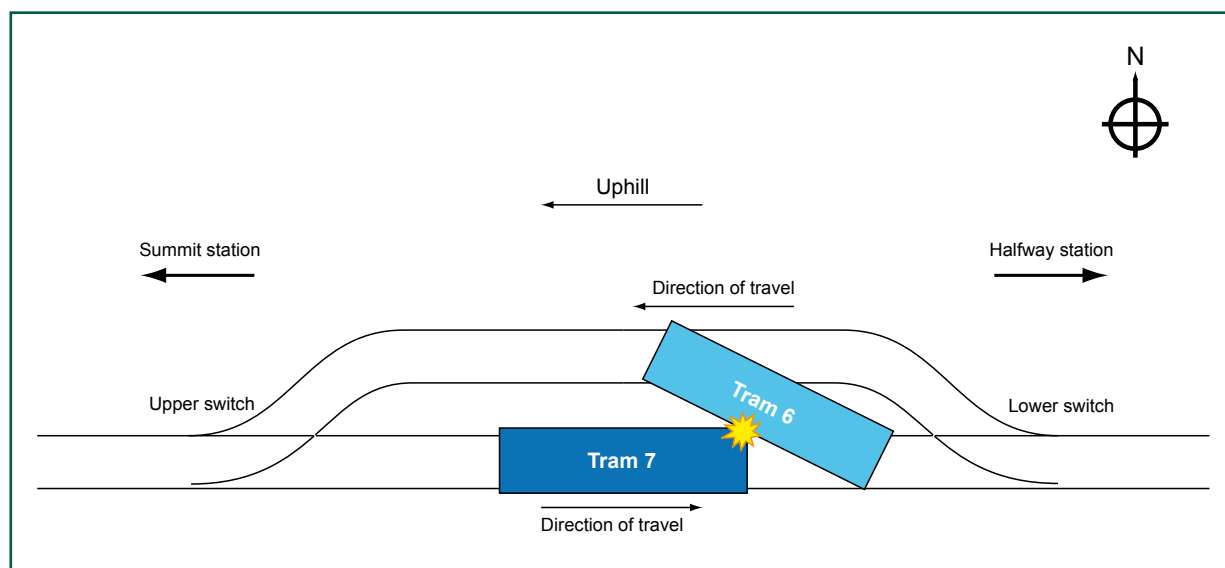 N
Uphill
Summit station
Halfway station
Direction of travel
Upper switch
Tram 6
Lower switch
Tram 7
Direction of travel